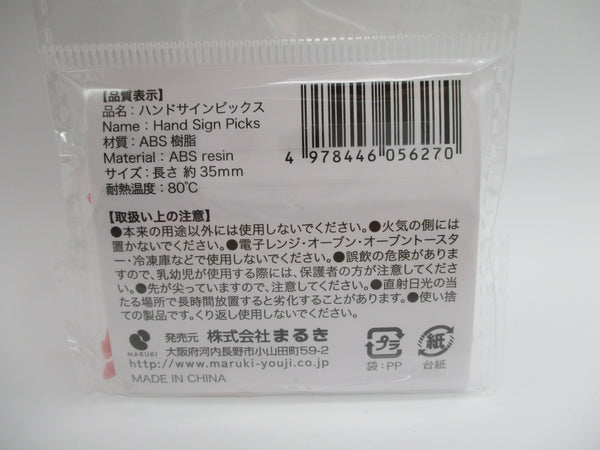 【品質表示】
品名：ハンドサインピックス
Name：Hand Sign Picks
材質：ABS 樹脂
Material：ABS resin
サイズ：長さ 約 35mm
耐熱温度：80℃
4 978446 056270
【取扱い上の注意】
●本来の用途以外には使用しないでください。●火気の側には
置かないでください。●電子レンジ・オーブン・オーブントースタ
ー・冷凍庫などで使用しないでください。●誤飲の危険がありま
すので、乳幼児が使用する際には、保護者の方が注意してくださ
い。●先が尖っていますので、注意してください。●直射日光の当
たる場所で長時間放置すると劣化することがあります。●使い捨
ての製品です。くり返し使用しないでください。
MARUKI
発売元 株式会社まるき
大阪府河内長野市小山田町59-2
http://www.maruki-youji.co.jp
MADE IN CHINA
プラ
袋：PP
紙
台紙